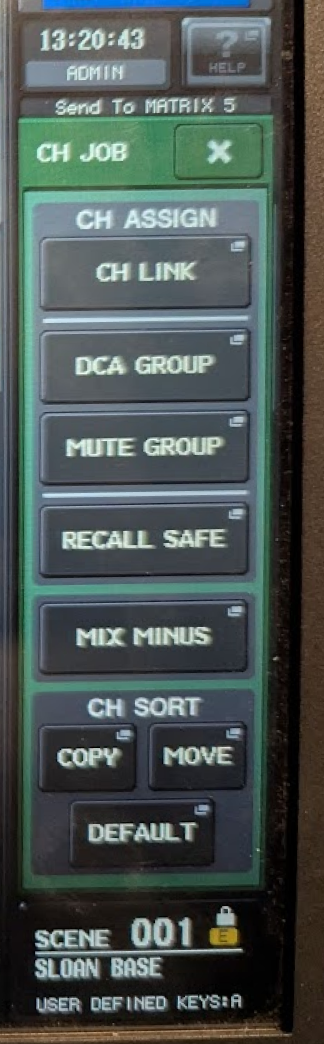 13:20:43
?
ADMIN
HELP
Send To MATRIX 5
CH JOB
×
CH ASSIGN
CH LINK
DCA GROUP
MUTE GROUP
RECALL SAFE
MIX MINUS
CH SORT
COPY MOVE
DEFAULT
SCENE 001 E
SLOAN BASE
USER DEFINED KEYS:A